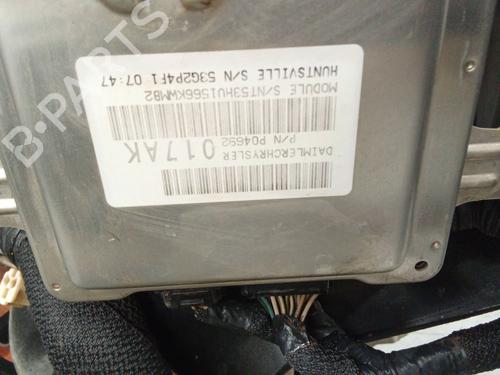 DAIMLERCHRYSLER
P/N P04692
017AK
MODULE S/NT53HU1566KWMB2
HUNTSVILLE S/N 53G2P4F1 07:47
B-PARTS